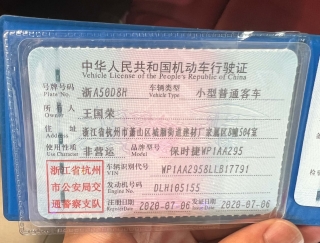 中华人民共和国机动车行驶证
Vehicle License of the People's Republic of China
号牌号码 浙A50D8H 车辆类型 小型普通客车
Plate No. Vehicle Type
所有人 王国荣
Owner
住址 浙江省杭州市萧山区城厢街道
Address
使用性质 非营运 品牌型号 保时捷WP1AA295
Use Character Model
浙江省杭州 车辆识别代号 WP1AA295BLLB17791
VIN
市公安局交 发动机号码 DLH105155
Engine No.
通警察支队 注册日期 2020-07-06 发证日期 2020-07-06